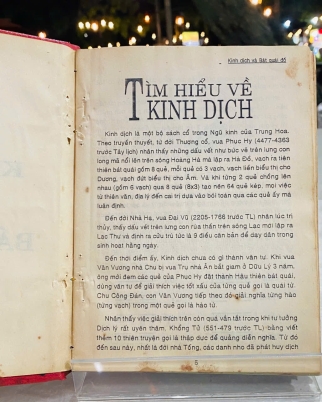 Kinh dịch và Bát quái đồ
TÌM HIỂU VỀ
KINH DỊCH
Kinh dịch là một bộ sách cổ trong Ngũ kinh của Trung Hoa.
Theo truyền thuyết, từ đời Thượng cổ, vua Phục Hy (4477-4363
trước Tây lịch) nhận thấy những dấu vết như bức vẽ trên lưng con
long mã nổi lên trên sông Hoàng Hà mà lập ra Hà Đồ, vạch ra tiên
thiên bát quái gồm 8 quẻ, mỗi quẻ có 3 vạch, vạch liền biểu thị cho
Dương, vạch đứt biểu thị cho Âm. Và khi từng 2 quẻ chồng lên
nhau (gồm 6 vạch) qua 8 quẻ (8x8) tạo nên 64 quẻ kép, mọi việc
từ thiên văn, địa lý đến cai trị dựa vào bói toán qua các quẻ ấy mà
luận định.
Đến đời Nhà Hạ, vua Đại Vũ (2205-1766 trước TL) nhân lúc trị
thủy, thấy dấu vết trên lưng con rùa thần trên sông Lạc mới lập ra
Lạc Thư và định ra cửu trù tức là 9 điều căn bản để dạy dân trong
sinh hoạt hằng ngày.
Đến thời điểm ấy, Kinh dịch chưa có gì thành văn tự. Khi vua
Văn Vương nhà Chu bị vua Trụ nhà Ân bắt giam ở Dũu Lý 3 năm,
ông mới đem các quẻ của Phục Hy đặt thành Hậu thiên bát quái,
dùng văn tự để giải thích việc tốt xấu của từng quẻ gọi là quái từ.
Chu Công Đán, con Văn Vương tiếp theo đó giải nghĩa từng hào
(từng vạch) trong một quẻ gọi là hào từ.
Nhận thấy việc giải thích trên còn quá vắn tắt trong khi tư tưởng
Dịch lý rất uyên thâm, Khổng Tử (551-479 trước TL) bằng viết
thêm 10 thiên truyện gọi là thập dực để quảng diễn nghĩa. Từ đó
đến sau này, nhất là đời nhà Tống, các danh nho đã phát huy dịch
5